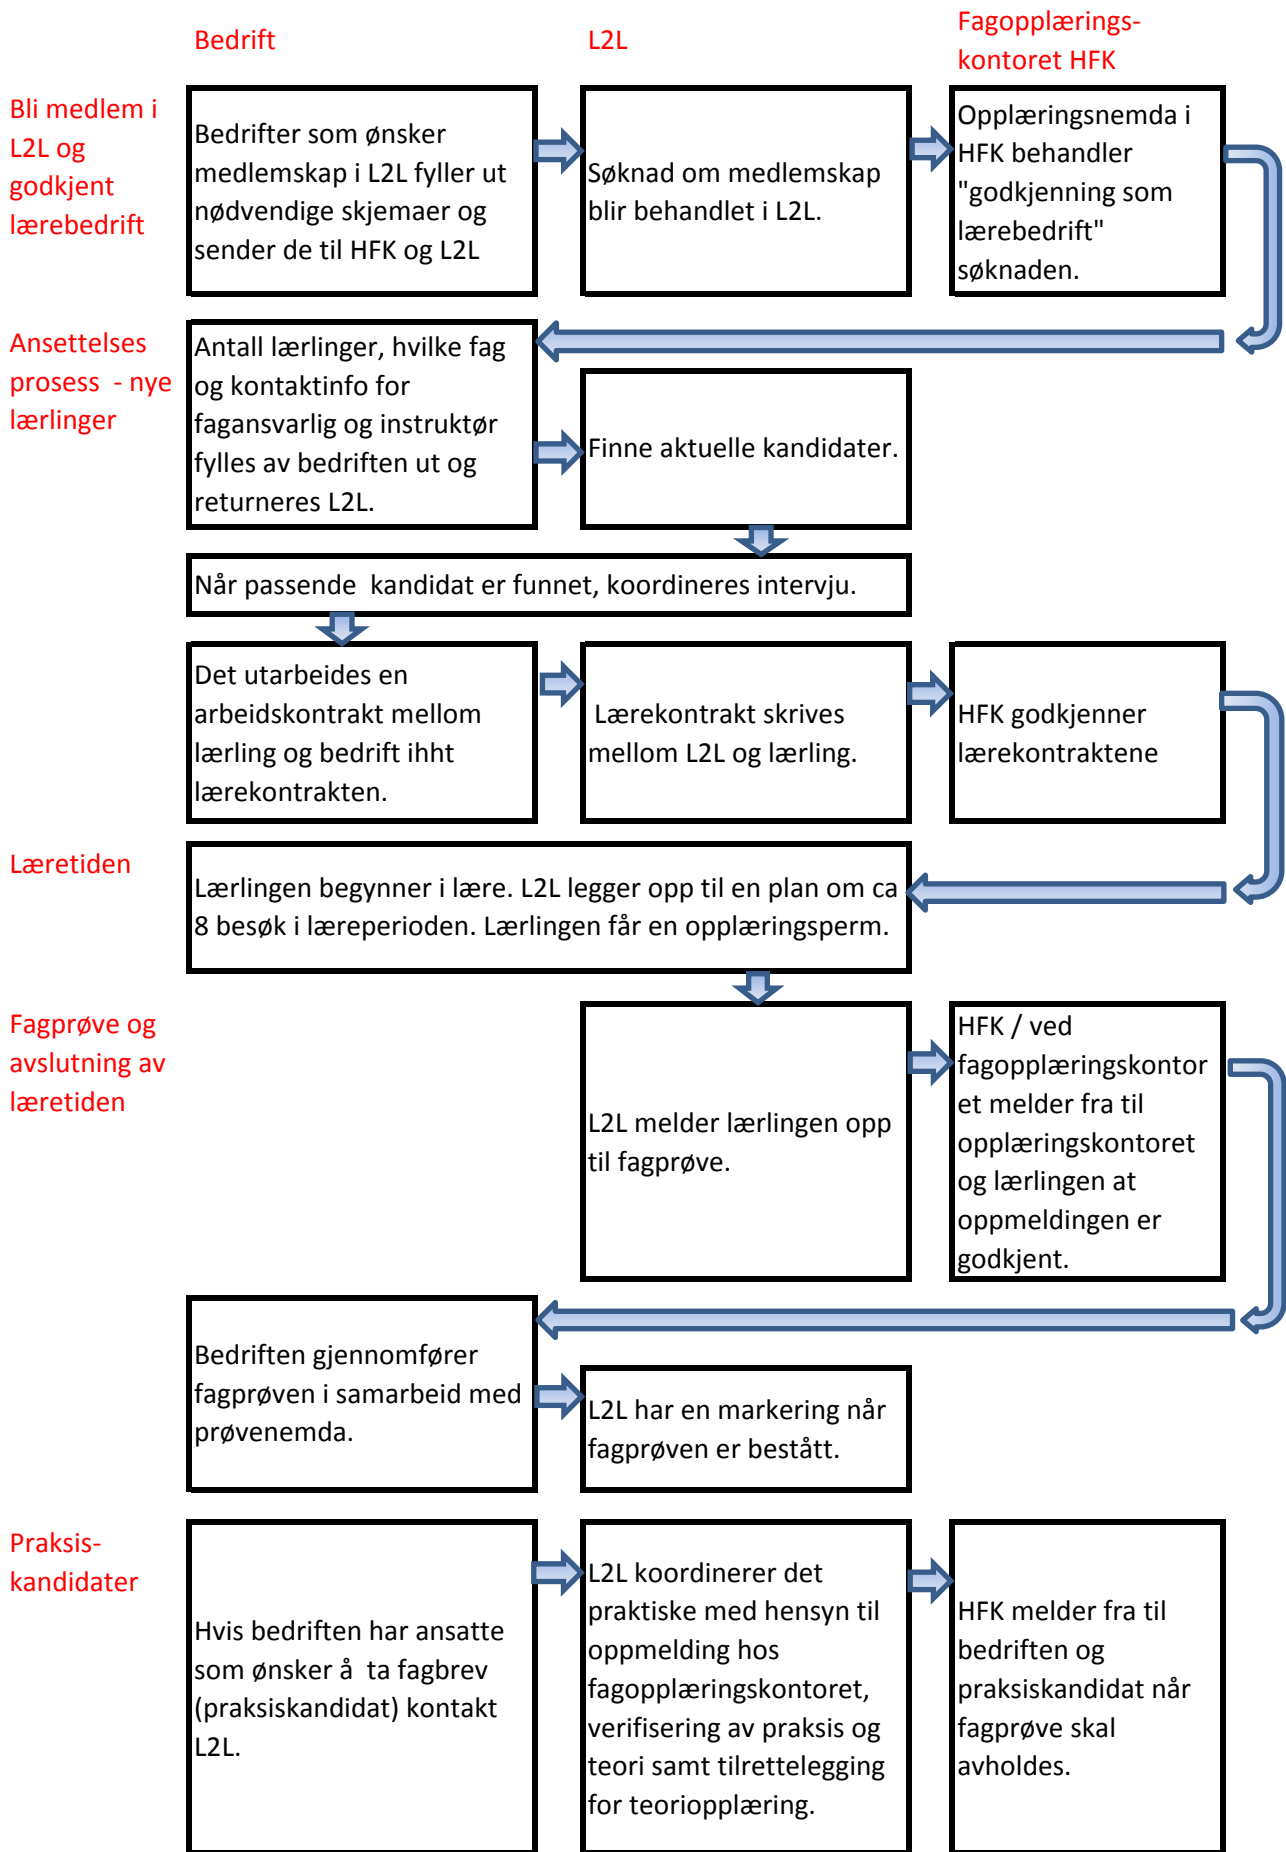 Bedrift
L2L
Fagopplærings-
kontoret HFK
Bli medlem i
L2L og
godkjent
lærebedrift
Bedrifter som ønsker
medlemskap i L2L fyller ut
nødvendige skjemaer og
sender de til HFK og L2L
Søknad om medlemskap
blir behandlet i L2L.
Opplæringsnemda i
HFK behandler
"godkjenning som
lærebedrift"
søknaden.
Ansettelses
prosess - nye
lærlinger
Antall lærlinger, hvilke fag
og kontaktinfo for
fagansvarlig og instruktør
fylles av bedriften ut og
returneres L2L.
Finne aktuelle kandidater.
Når passende kandidat er funnet, koordineres intervju.
Det utarbeides en
arbeidskontrakt mellom
lærling og bedrift ihht
lærekontrakten.
Lærekontrakt skrives
mellom L2L og lærling.
HFK godkjenner
lærekontraktene
Læretiden
Lærlingen begynner i lære. L2L legger opp til en plan om ca
8 besøk i læreperioden. Lærlingen får en opplæringsperm.
Fagprøve og
avslutning av
læretiden
L2L melder lærlingen opp
til fagprøve.
HFK / ved
fagopplæringskontor
et melder fra til
opplæringskontoret
og lærlingen at
oppmeldingen er
godkjent.
Bedriften gjennomfører
fagprøven i samarbeid med
prøvenemda.
L2L har en markering når
fagprøven er bestått.
Praksis-
kandidater
Hvis bedriften har ansatte
som ønsker å ta fagbrev
(praksiskandidat) kontakt
L2L.
L2L koordinerer det
praktiske med hensyn til
oppmelding hos
fagopplæringskontoret,
verifisering av praksis og
teori samt tilrettelegging
for teoriopplæring.
HFK melder fra til
bedriften og
praksiskandidat når
fagprøve skal
avholdes.